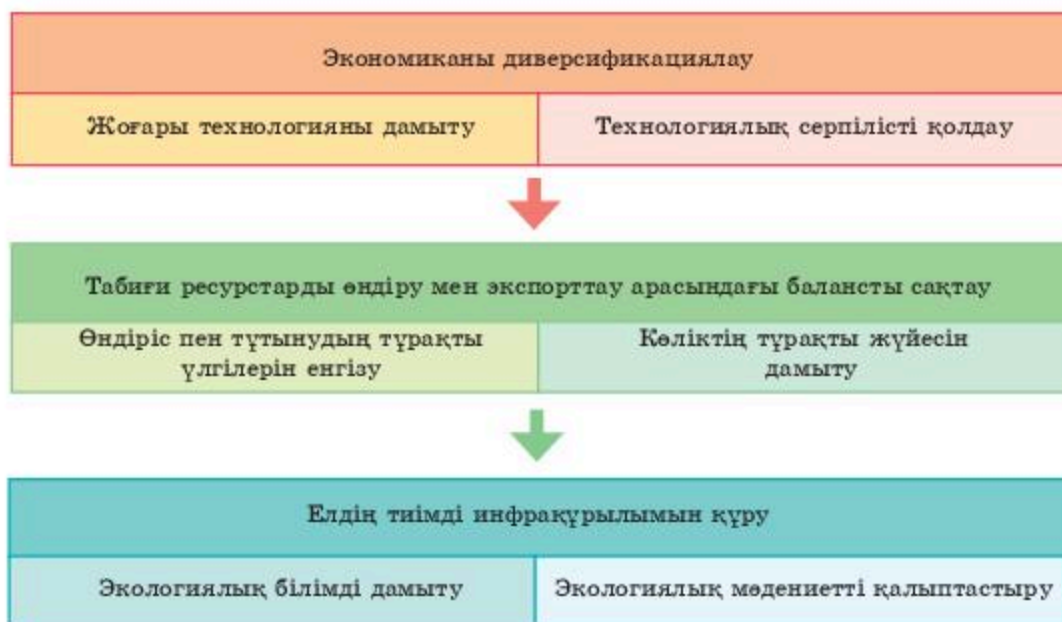 Экономиканы диверсификациялау
Жоғары технологияны дамыту
Технологиялық серпілісті қолдау
Табиғи ресурстарды өндіру мен экспорттау арасындағы балансты сақтау
Өндіріс пен тұтынудың тұрақты
үлгілерін енгізу
Көліктің тұрақты жүйесін
дамыту
Елдің тиімді инфрақұрылымын құру
Экологиялық білімді дамыту
Экологиялық мәдениетті қалыптастыру